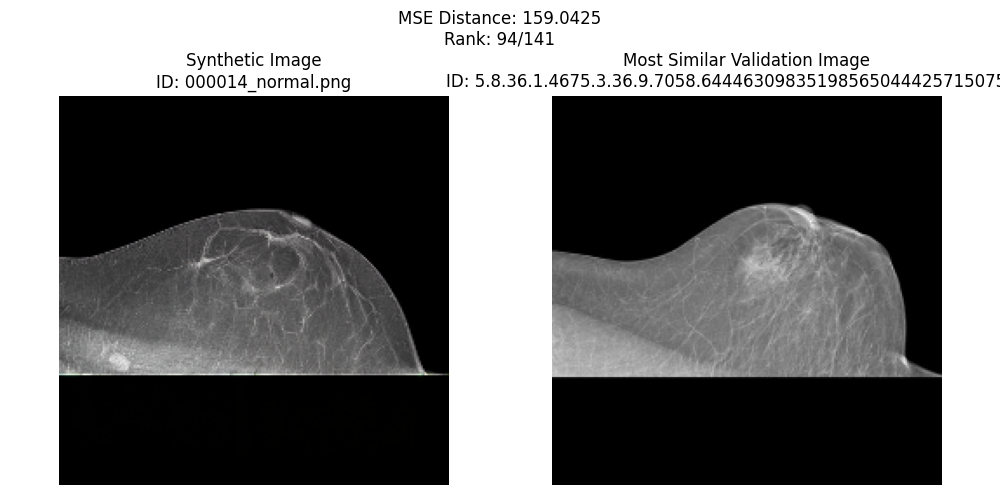 MSE Distance: 159.0425
Rank: 94/141
Synthetic Image
ID: 000014_normal.png
Most Similar Validation Image
ID: 5.8.36.1.4675.3.36.9.7058.64446309835198565044425715075